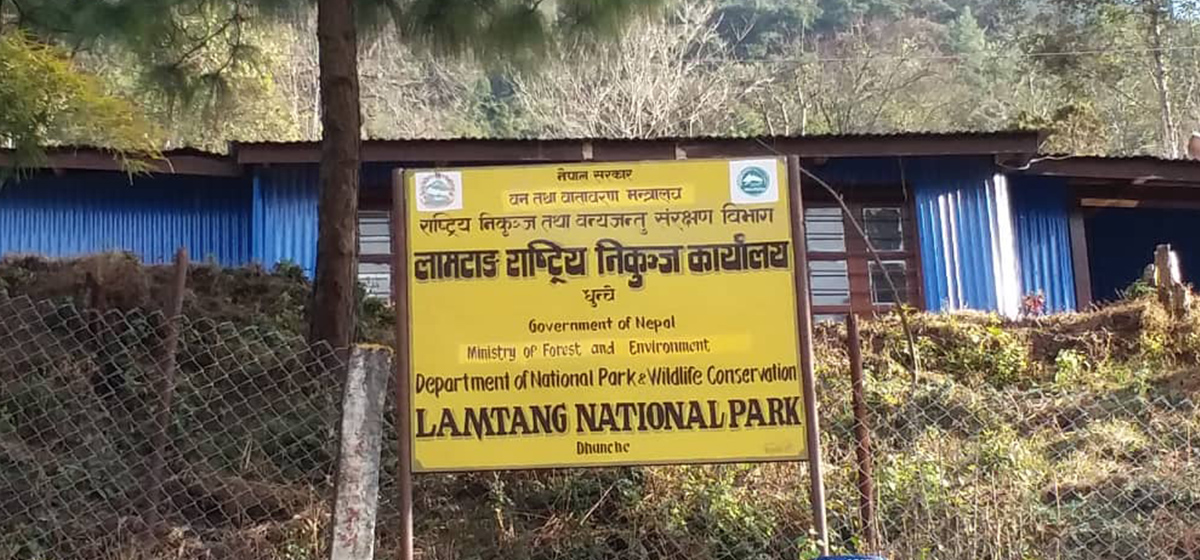 नेपाल सरकार
वन तथा वातावरण मन्त्रालय
राष्ट्रिय निकुञ्ज तथा वन्यजन्तु संरक्षण विभाग
लामटाङ राष्ट्रिय निकुञ्ज कार्यालय
धुन्चे
Government of Nepal
Ministry of Forest and Environment
Department of National Park & Wildlife Conservation
LAMTANG NATIONAL PARK
Dhunche